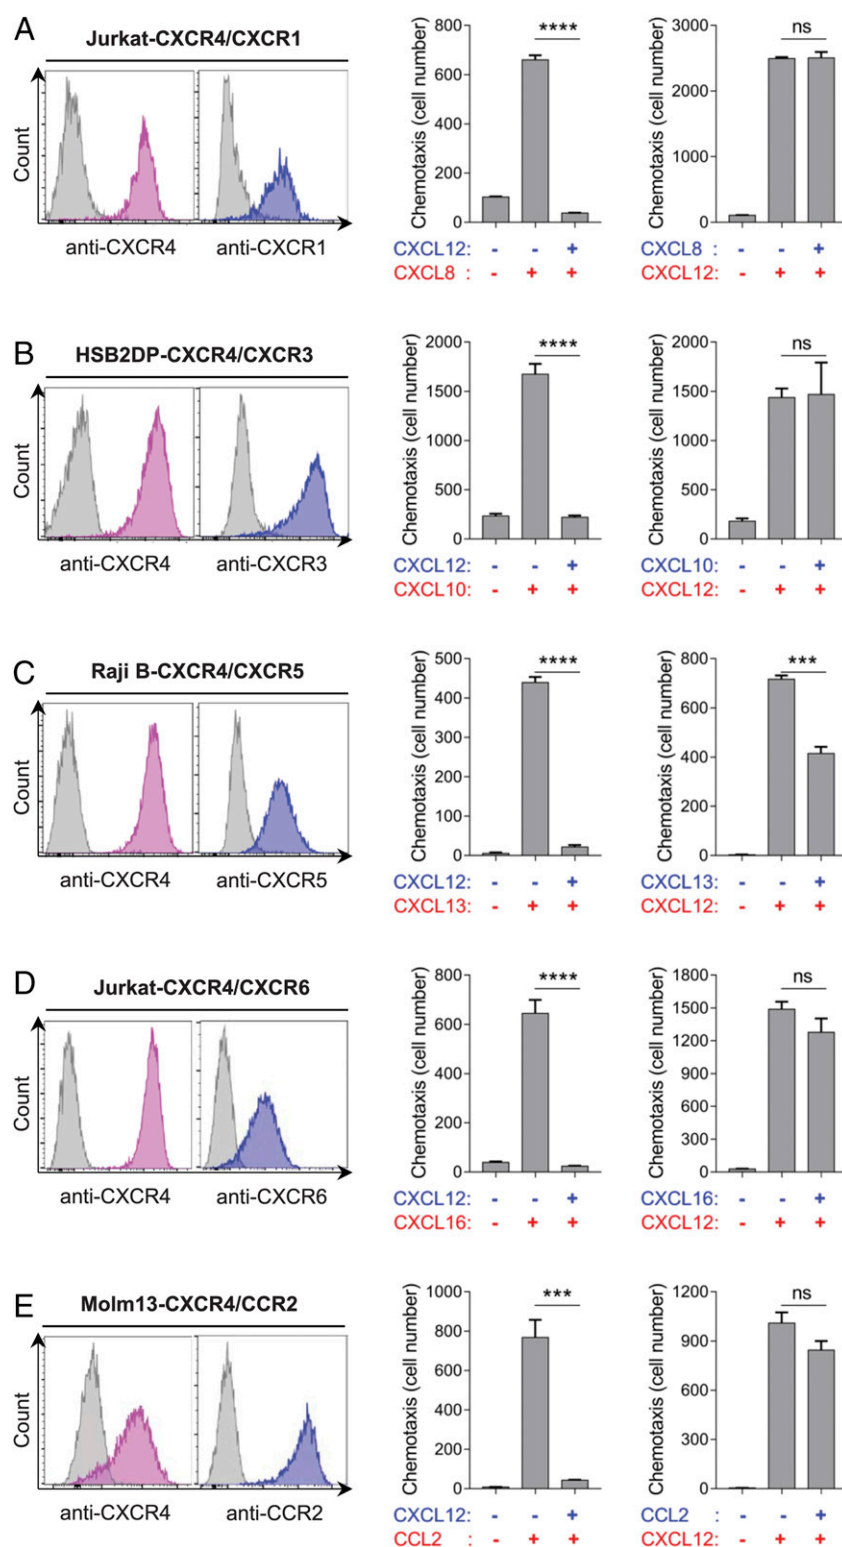 A
Jurkat-CXCR4/CXCR1
Count
anti-CXCR4
anti-CXCR1
Chemotaxis (cell number)
800
600
400
200
0
****
CXCL12: - - +
CXCL8 : - + +
Chemotaxis (cell number)
3000
2000
1000
0
ns
CXCL8 : - - +
CXCL12: - + +
B
HSB2DP-CXCR4/CXCR3
Count
anti-CXCR4
anti-CXCR3
Chemotaxis (cell number)
2000
1500
1000
500
0
****
CXCL12: - - +
CXCL10: - + +
Chemotaxis (cell number)
2000
1500
1000
500
0
ns
CXCL10: - - +
CXCL12: - + +
C
Raji B-CXCR4/CXCR5
Count
anti-CXCR4
anti-CXCR5
Chemotaxis (cell number)
500
400
300
200
100
0
****
CXCL12: - - +
CXCL13: - + +
Chemotaxis (cell number)
800
600
400
200
0
***
CXCL13: - - +
CXCL12: - + +
D
Jurkat-CXCR4/CXCR6
Count
anti-CXCR4
anti-CXCR6
Chemotaxis (cell number)
800
600
400
200
0
****
CXCL12: - - +
CXCL16: - + +
Chemotaxis (cell number)
1800
1500
1200
900
600
300
0
ns
CXCL16: - - +
CXCL12: - + +
E
Molm13-CXCR4/CCR2
Count
anti-CXCR4
anti-CCR2
Chemotaxis (cell number)
1000
800
600
400
200
0
***
CXCL12: - - +
CCL2 : - + +
Chemotaxis (cell number)
1200
900
600
300
0
ns
CCL2 : - - +
CXCL12: - + +